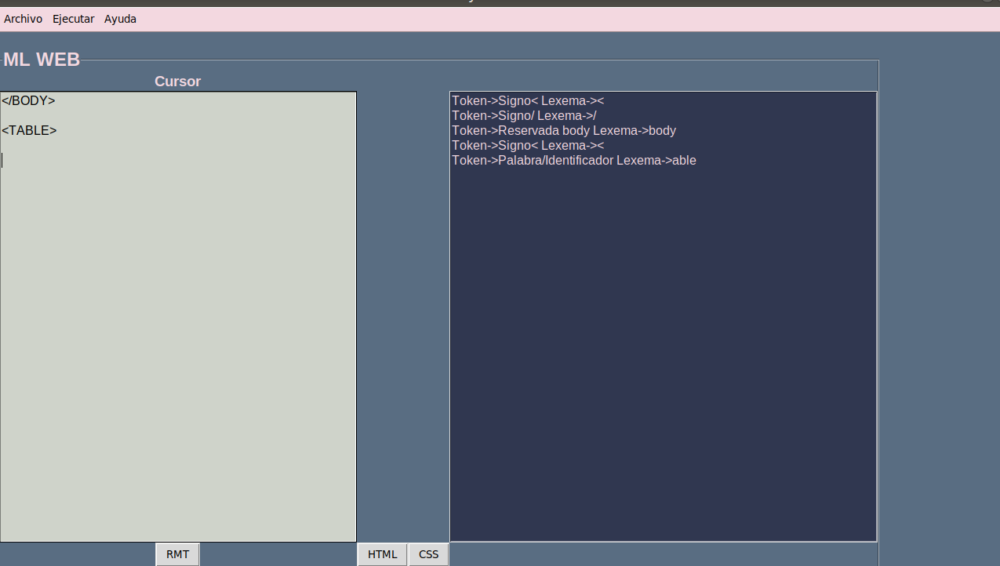 Archivo Ejecutar Ayuda
ML WEB
Cursor
</BODY>
<TABLE>
Token->Signo< Lexema-><
Token->Signo/ Lexema->/
Token->Reservada body Lexema->body
Token->Signo< Lexema-><
Token->Palabra/Identificador Lexema->able
RMT
HTML
CSS